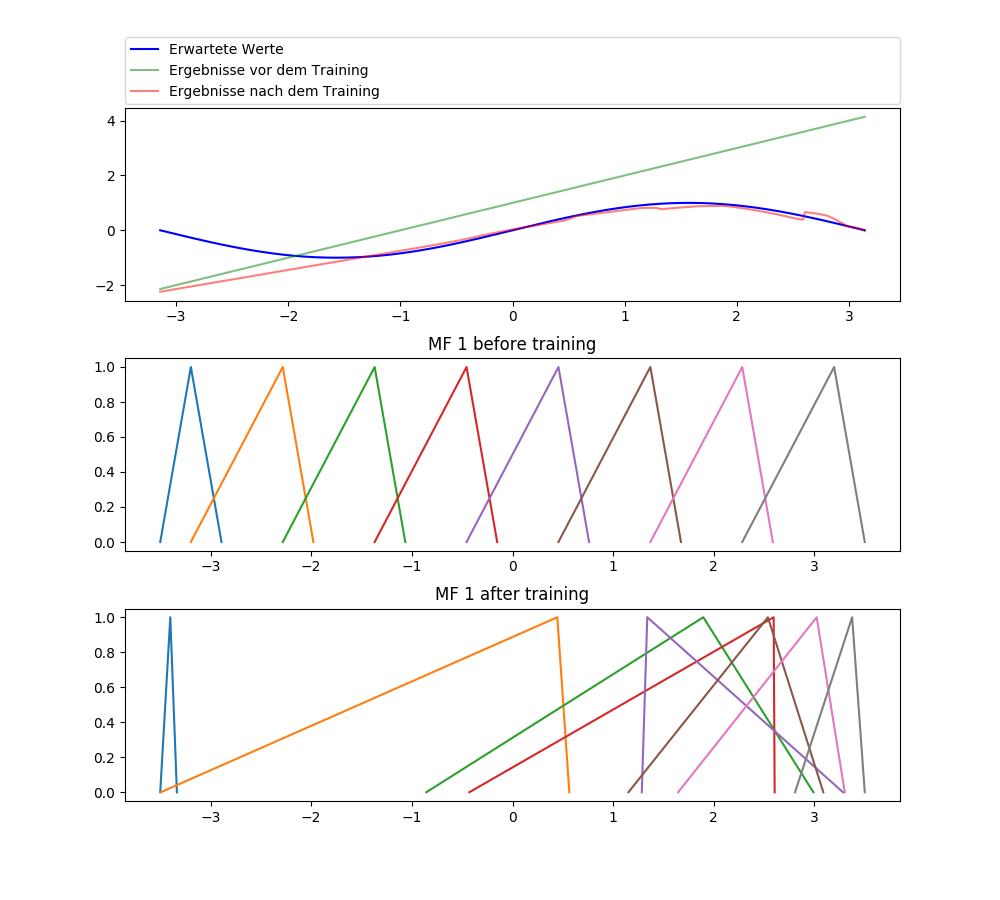 Erwartete Werte
Ergebnisse vor dem Training
Ergebnisse nach dem Training
4
2
0
−2
−3 −2 −1 0 1 2 3
MF 1 before training
1.0
0.8
0.6
0.4
0.2
0.0
−3 −2 −1 0 1 2 3
MF 1 after training
1.0
0.8
0.6
0.4
0.2
0.0
−3 −2 −1 0 1 2 3